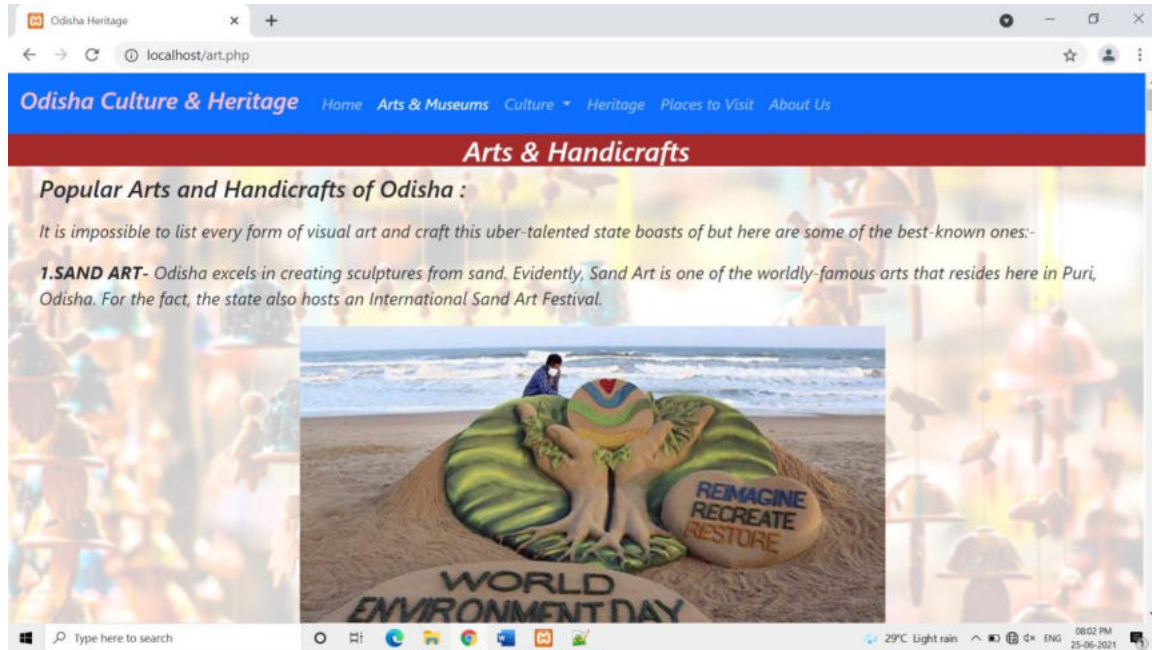 Odisha Heritage
localhost/art.php
Odisha Culture & Heritage Home Arts & Museums Culture Heritage Places to Visit About Us
Arts & Handicrafts
Popular Arts and Handicrafts of Odisha :
It is impossible to list every form of visual art and craft this uber-talented state boasts of but here are some of the best-known ones:-
1.SAND ART- Odisha excels in creating sculptures from sand. Evidently, Sand Art is one of the worldly-famous arts that resides here in Puri,
Odisha. For the fact, the state also hosts an International Sand Art Festival.
REIMAGINE
RECREATE
RESTORE
WORLD
ENVIRONMENT DAY
Type here to search
29°C Light rain
ENG
08:02 PM
25-06-2021